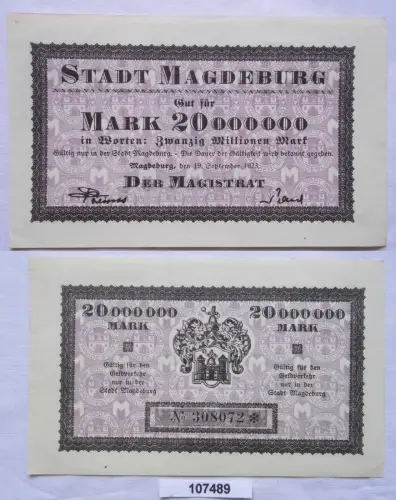 STADT MAGDEBURG
Gut für
MARK 20000000
in Worten: Zwanzig Millionen Mark
Gültig nur in der Stadt Magdeburg. - Die Dauer der Gültigkeit wird bekannt gegeben.
Magdeburg, den 19. September 1923.
DER MAGISTRAT
20000000
MARK
Gültig für den
Geldverkehr
nur in der
Stadt Magdeburg
20000000
MARK
Gültig für den
Geldverkehr
nur in der
Stadt Magdeburg
№ 308072 *
107489